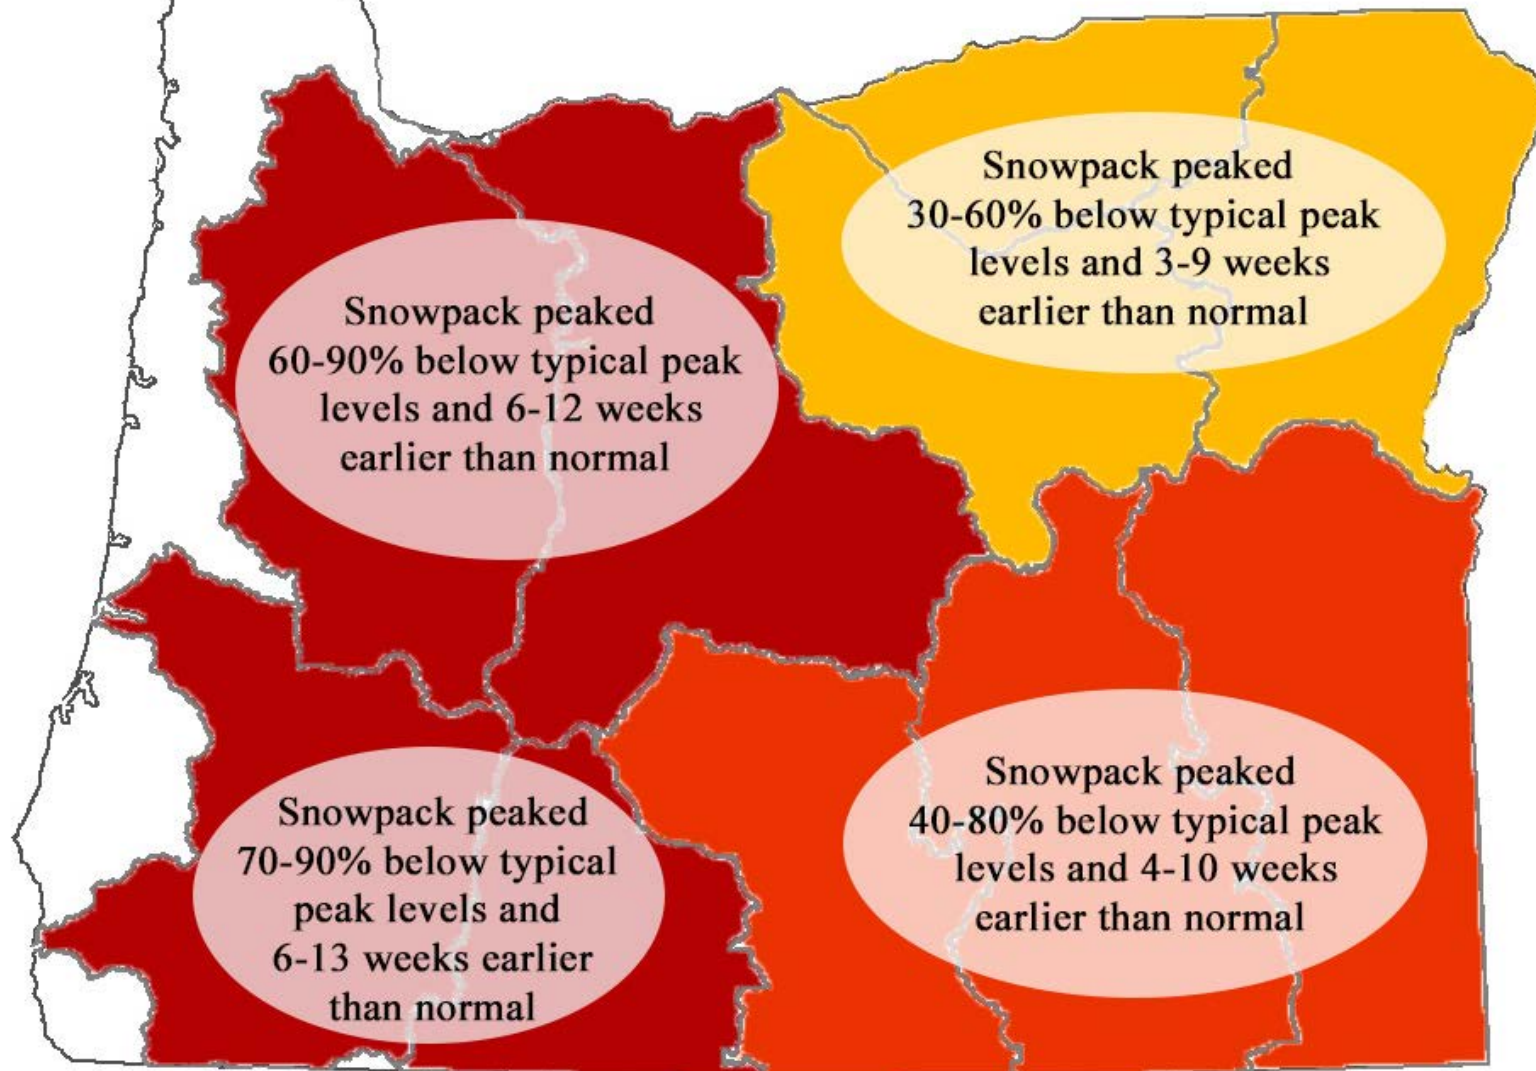 Snowpack peaked
30-60% below typical peak
levels and 3-9 weeks
earlier than normal
Snowpack peaked
60-90% below typical peak
levels and 6-12 weeks
earlier than normal
Snowpack peaked
40-80% below typical peak
levels and 4-10 weeks
earlier than normal
Snowpack peaked
70-90% below typical
peak levels and
6-13 weeks earlier
than normal